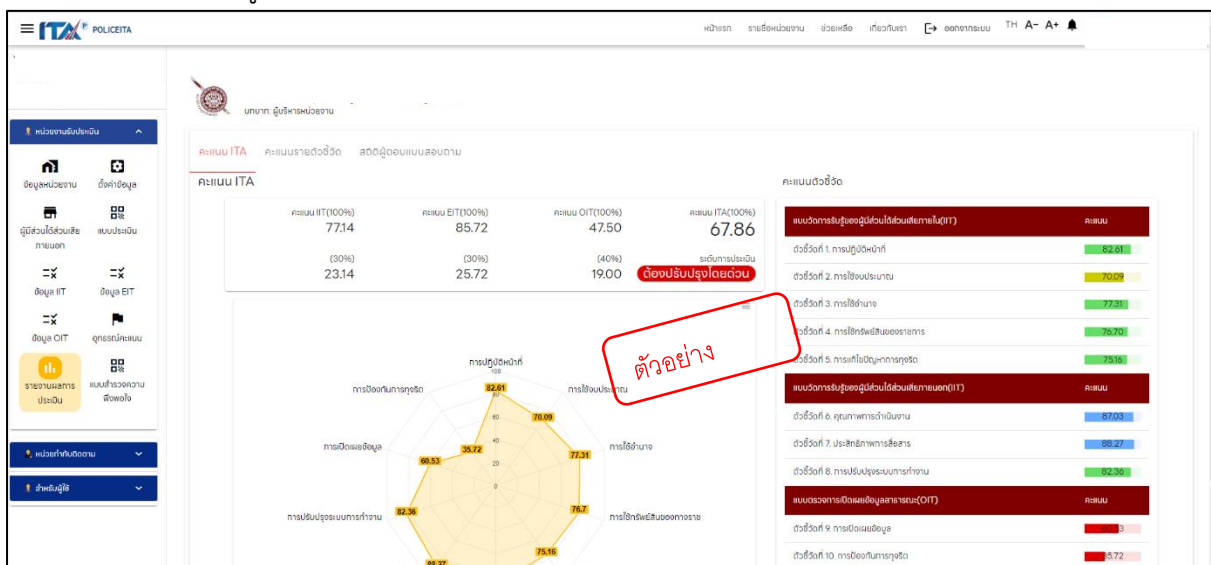 ITA P POLICEITA
หน้าแรก รายชื่อหน่วยงาน ช่วยเหลือ เกี่ยวกับเรา ออกจากระบบ TH A- A+
บทบาท: ผู้บริหารหน่วยงาน
หน่วยงานรับประเมิน
ข้อมูลหน่วยงาน ตั้งค่าข้อมูล
ผู้มีส่วนได้ส่วนเสียภายนอก แบบประเมิน
ข้อมูล IIT ข้อมูล EIT
ข้อมูล OIT อุทธรณ์คะแนน
รายงานผลการประเมิน แบบสำรวจความพึงพอใจ
หน่วยกำกับติดตาม
สำหรับผู้ใช้
คะแนน ITA คะแนนรายตัวชี้วัด สถิติผู้ตอบแบบสอบถาม
คะแนน ITA
คะแนน IIT(100%) คะแนน EIT(100%) คะแนน OIT(100%) คะแนน ITA(100%)
77.14 85.72 47.50 67.86
(30%) (30%) (40%) ระดับการประเมิน
23.14 25.72 19.00 ต้องปรับปรุงโดยด่วน
ตัวอย่าง
การปฏิบัติหน้าที่
100
82.61
80
การป้องกันการทุจริต การใช้งบประมาณ
60 70.09
การเปิดเผยข้อมูล 35.72 40 77.31 การใช้อำนาจ
60.53 20
0
การปรับปรุงระบบการทำงาน 82.36 76.7 การใช้ทรัพย์สินของทางราช
75.16
88.27
คะแนนตัวชี้วัด
แบบวัดการรับรู้ของผู้มีส่วนได้ส่วนเสียภายใน(IIT) คะแนน
ตัวชี้วัดที่ 1. การปฏิบัติหน้าที่ 82.61
ตัวชี้วัดที่ 2. การใช้งบประมาณ 70.09
ตัวชี้วัดที่ 3. การใช้อำนาจ 77.31
ตัวชี้วัดที่ 4. การใช้ทรัพย์สินของราชการ 76.70
ตัวชี้วัดที่ 5. การแก้ไขปัญหาการทุจริต 75.16
แบบวัดการรับรู้ของผู้มีส่วนได้ส่วนเสียภายนอก(IIT) คะแนน
ตัวชี้วัดที่ 6. คุณภาพการดำเนินงาน 87.03
ตัวชี้วัดที่ 7. ประสิทธิภาพการสื่อสาร 88.27
ตัวชี้วัดที่ 8. การปรับปรุงระบบการทำงาน 82.36
แบบตรวจการเปิดเผยข้อมูลสาธารณะ(OIT) คะแนน
ตัวชี้วัดที่ 9. การเปิดเผยข้อมูล 60.53
ตัวชี้วัดที่ 10. การป้องกันการทุจริต 35.72